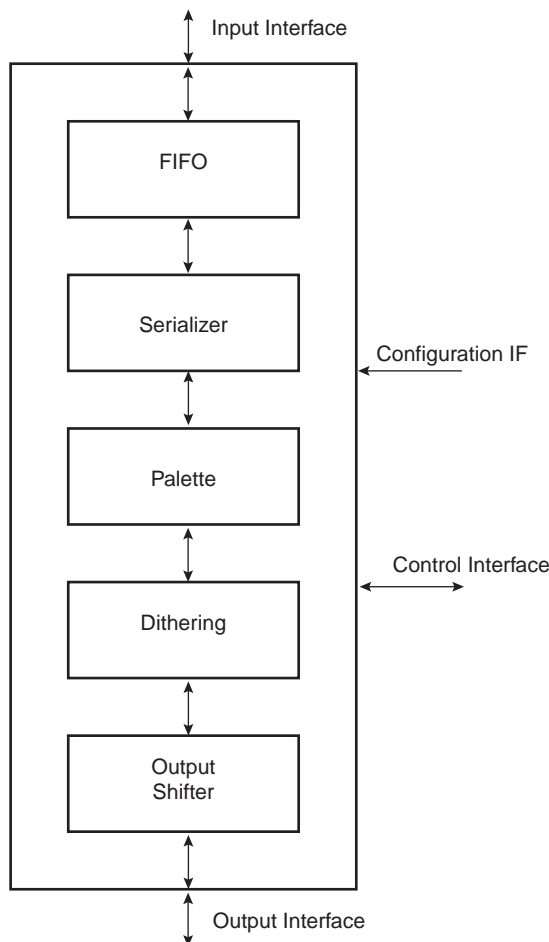 Input Interface
FIFO
Serializer
Configuration IF
Palette
Control Interface
Dithering
Output
Shifter
Output Interface